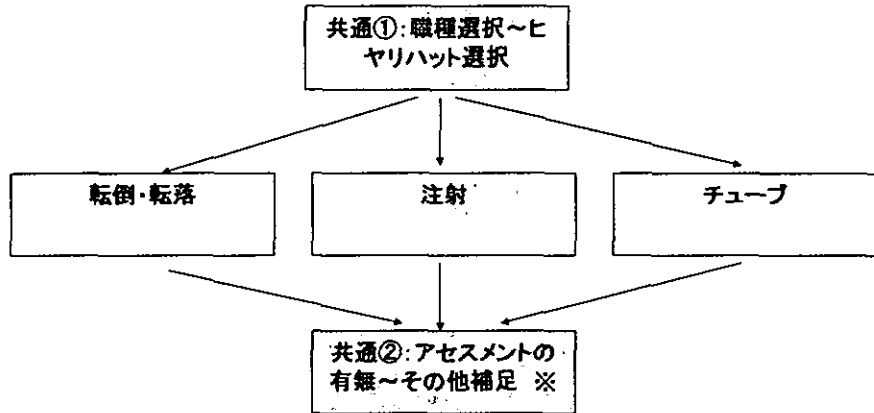 共通①:職種選択～ヒ
ヤリハット選択
転倒・転落
注射
チューブ
共通②:アセスメントの
有無～その他補足 ※